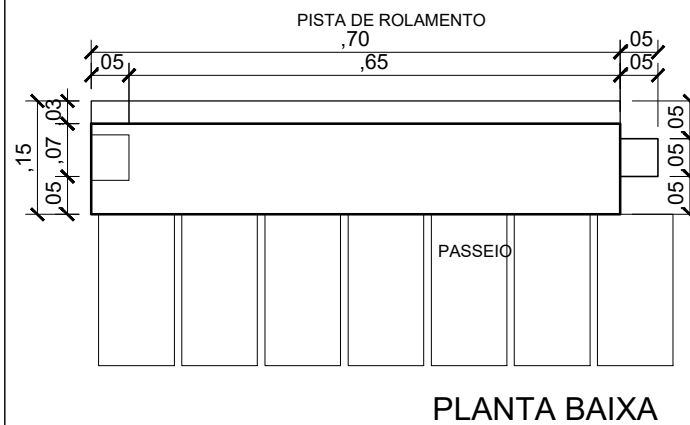 PISTA DE ROLAMENTO
,70 ,05
,05 ,65 ,05
,03
,07
,05
,15
,05
,05
,05
PASSEIO
PLANTA BAIXA